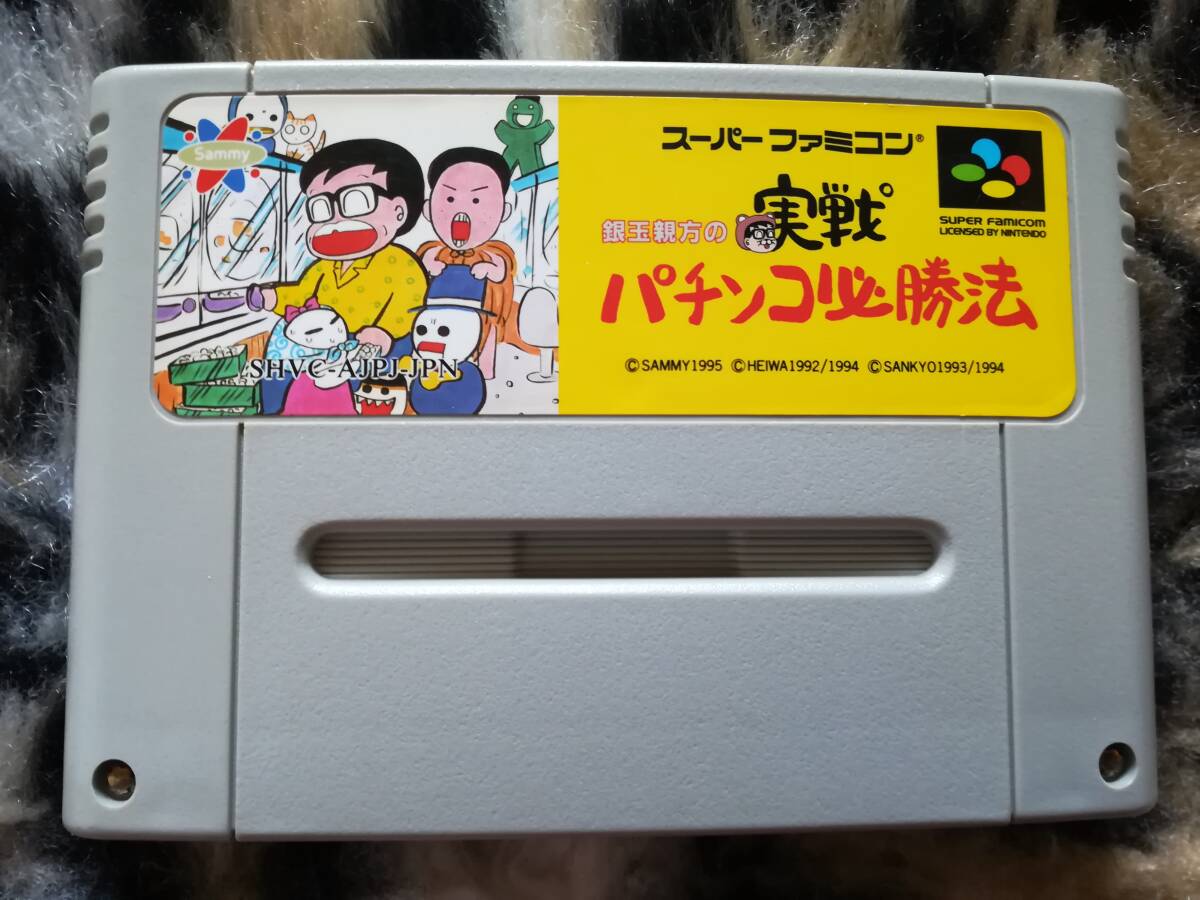 Sammy
SHVC-AJPJ-JPN
スーパーファミコン®
SUPER FAMICOM
LICENSED BY NINTENDO
銀玉親方の実戦
パチンコ必勝法
©SAMMY1995 ©HEIWA1992/1994 ©SANKYO1993/1994